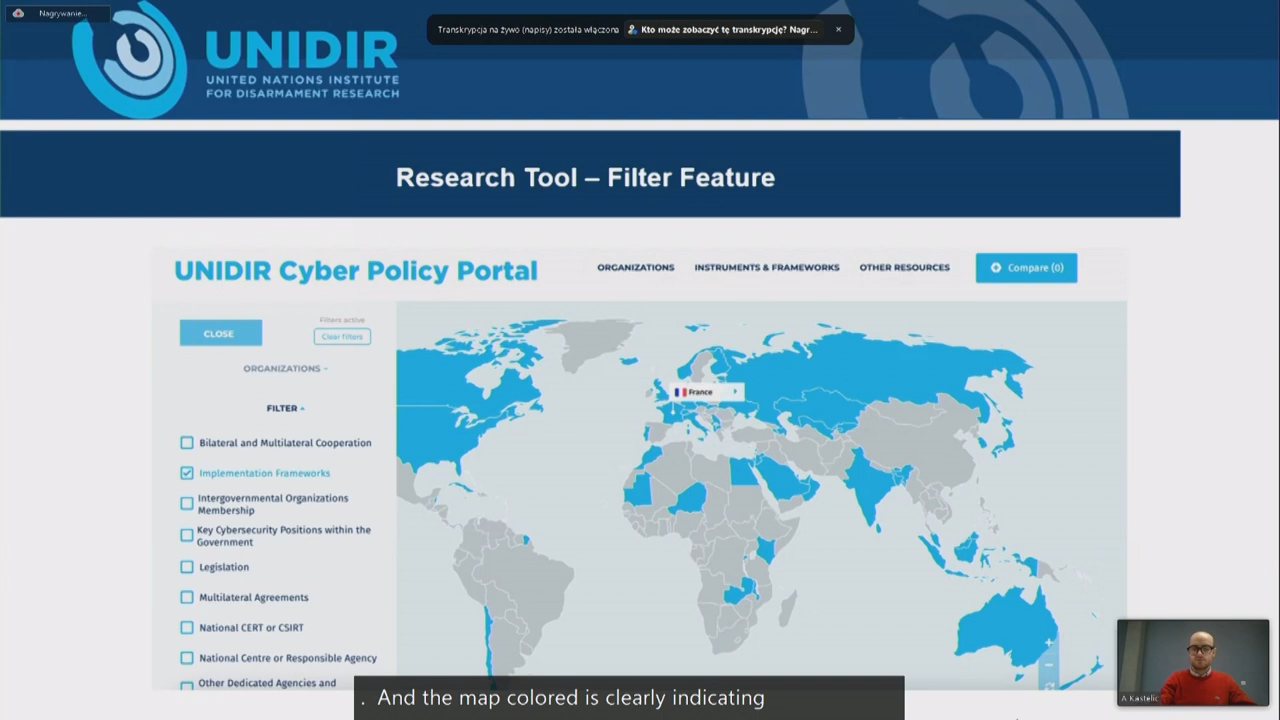 Nagrywanie...
Transkrypcja na żywo (napisy) została włączona
Kto może zobaczyć tę transkrypcję? Nagr...
UNIDIR
UNITED NATIONS INSTITUTE
FOR DISARMAMENT RESEARCH
Research Tool – Filter Feature
UNIDIR Cyber Policy Portal
ORGANIZATIONS
INSTRUMENTS & FRAMEWORKS
OTHER RESOURCES
Compare (0)
CLOSE
Filters active
Clear filters
ORGANIZATIONS
FILTER
Bilateral and Multilateral Cooperation
Implementation Frameworks
Intergovernmental Organizations
Membership
Key Cybersecurity Positions within the
Government
Legislation
Multilateral Agreements
National CERT or CSIRT
National Centre or Responsible Agency
Other Dedicated Agencies and
France
. And the map colored is clearly indicating
A.Kastelic